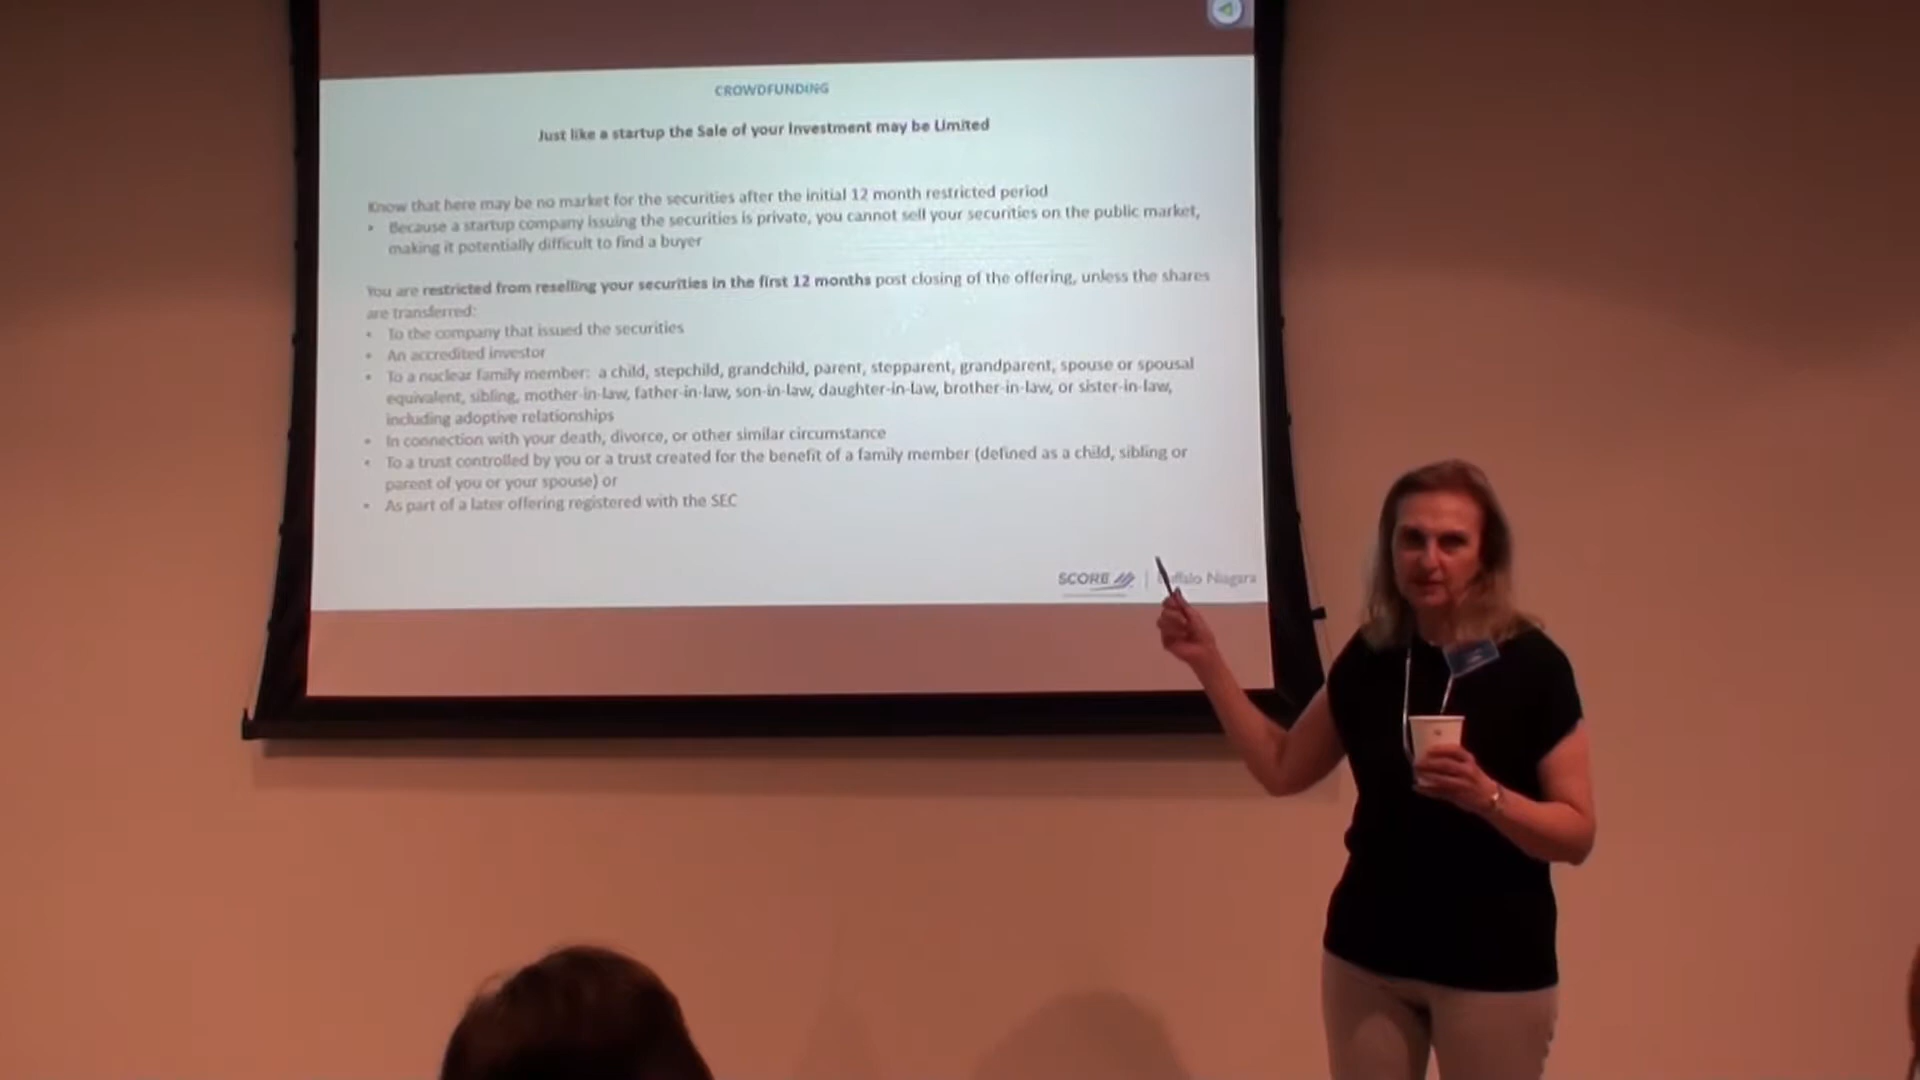 CROWDFUNDING
Just like a startup the Sale of your Investment may be Limited
Know that here may be no market for the securities after the initial 12 month restricted period
• Because a startup company issuing the securities is private, you cannot sell your securities on the public market,
making it potentially difficult to find a buyer
You are restricted from reselling your securities in the first 12 months post closing of the offering, unless the shares
are transferred:
• To the company that issued the securities
• An accredited investor
• To a nuclear family member: a child, stepchild, grandchild, parent, stepparent, grandparent, spouse or spousal
equivalent, sibling, mother-in-law, father-in-law, son-in-law, daughter-in-law, brother-in-law, or sister-in-law,
including adoptive relationships
• In connection with your death, divorce, or other similar circumstance
• To a trust controlled by you or a trust created for the benefit of a family member (defined as a child, sibling or
parent of you or your spouse) or
• As part of a later offering registered with the SEC
SCORE | Buffalo Niagara